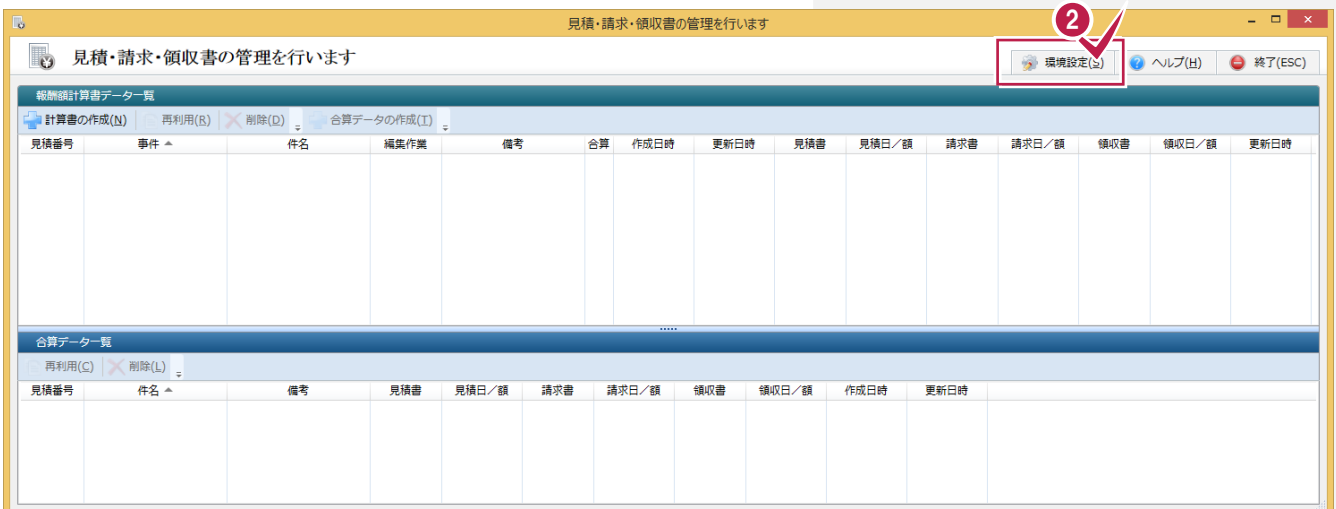 見積・請求・領収書の管理を行います
2
見積・請求・領収書の管理を行います
環境設定(S) ヘルプ(H) 終了(ESC)
報酬額計算書データ一覧
計算書の作成(N) 再利用(R) 削除(D) 合算データの作成(T)
見積番号 事件 件名 編集作業 備考 合算 作成日時 更新日時 見積書 見積日／額 請求書 請求日／額 領収書 領収日／額 更新日時
合算データ一覧
再利用(C) 削除(L)
見積番号 件名 備考 見積書 見積日／額 請求書 請求日／額 領収書 領収日／額 作成日時 更新日時